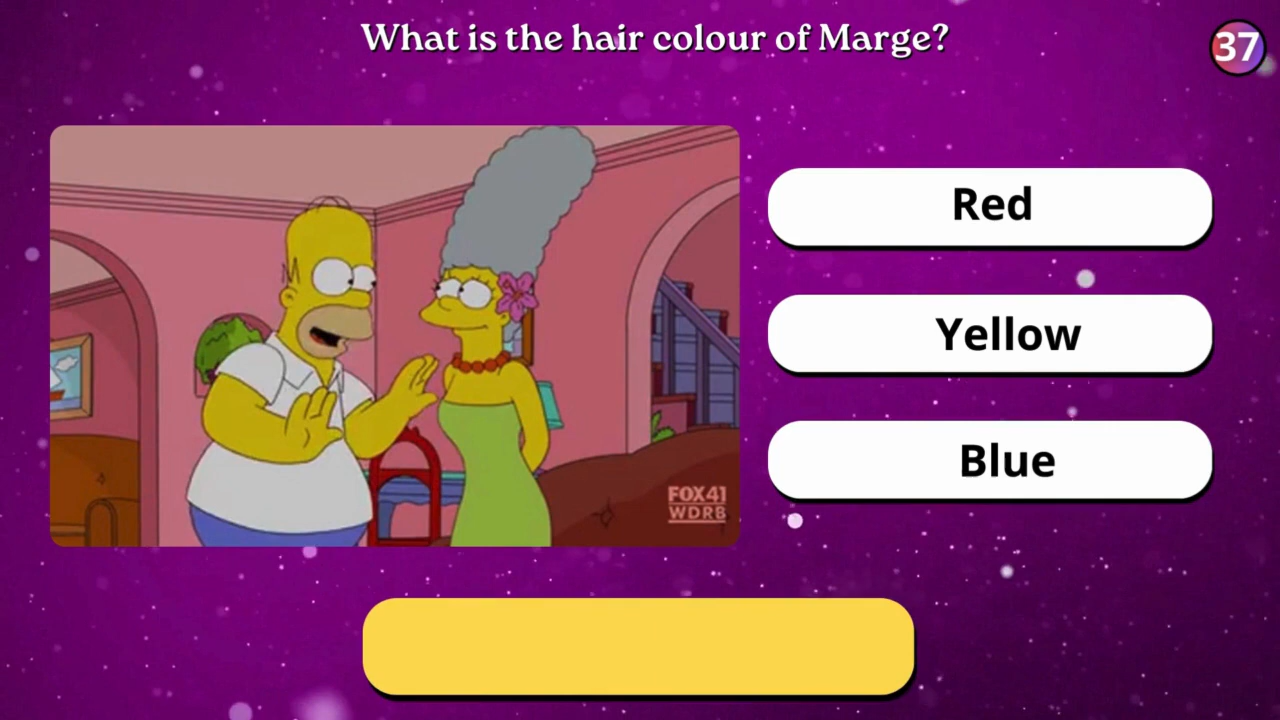 What is the hair colour of Marge?
37
Red
Yellow
Blue
FOX41
WDRB